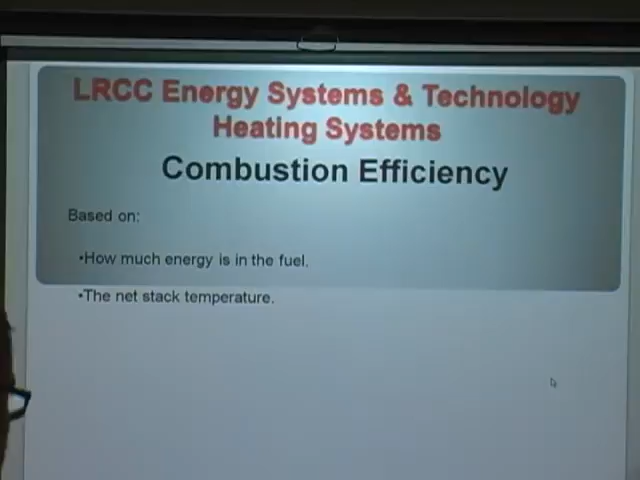 LRCC Energy Systems & Technology
Heating Systems
Combustion Efficiency
Based on:
•How much energy is in the fuel.
•The net stack temperature.